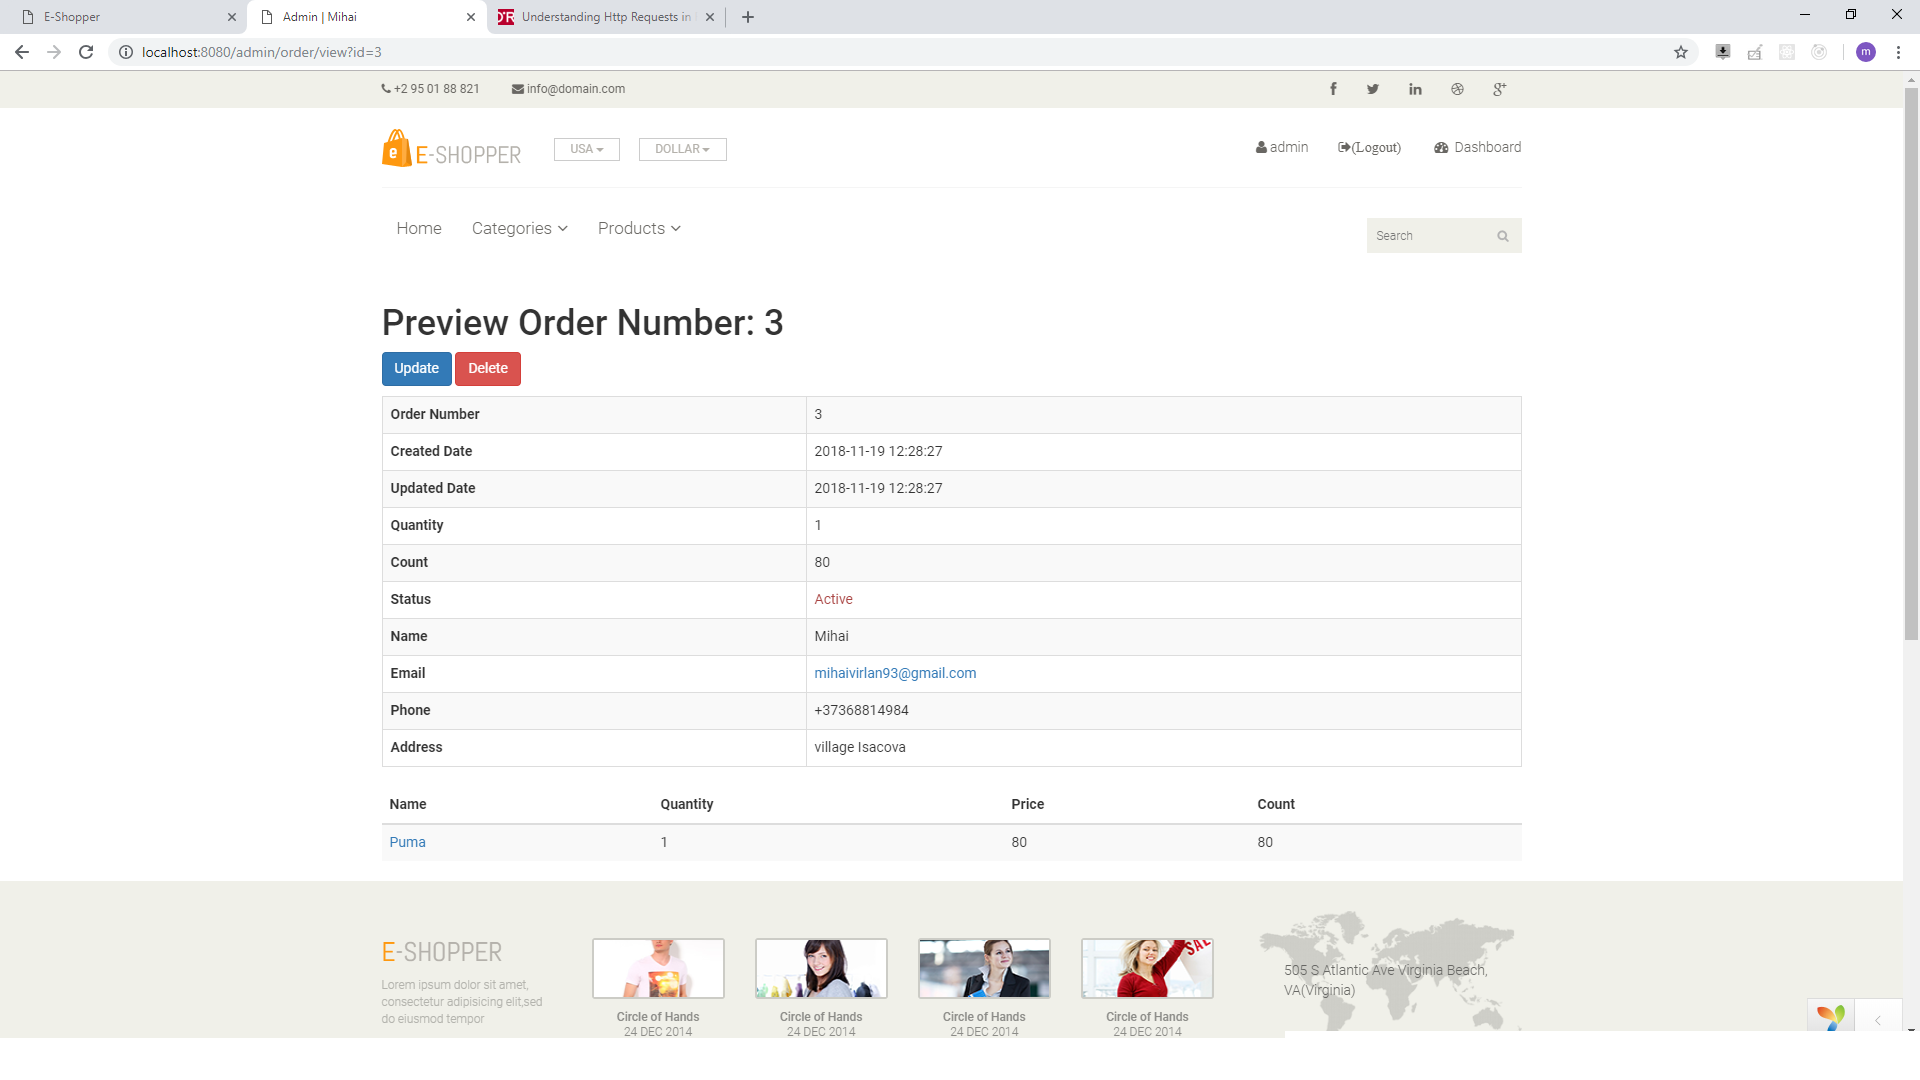 E-Shopper
Admin | Mihai
Understanding Http Requests in
localhost:8080/admin/order/view?id=3
m
+2 95 01 88 821
info@domain.com
E-SHOPPER
USA
DOLLAR
admin
(Logout)
Dashboard
Home
Categories
Products
Search
Preview Order Number: 3
Update
Delete
Order Number 3
Created Date 2018-11-19 12:28:27
Updated Date 2018-11-19 12:28:27
Quantity 1
Count 80
Status Active
Name Mihai
Email mihaivirlan93@gmail.com
Phone +37368814984
Address village Isacova
Name Quantity Price Count
Puma 1 80 80
E-SHOPPER
Lorem ipsum dolor sit amet,
consectetur adipisicing elit,sed
do eiusmod tempor
Circle of Hands
24 DEC 2014
Circle of Hands
24 DEC 2014
Circle of Hands
24 DEC 2014
SALE
Circle of Hands
24 DEC 2014
505 S Atlantic Ave Virginia Beach,
VA(Virginia)